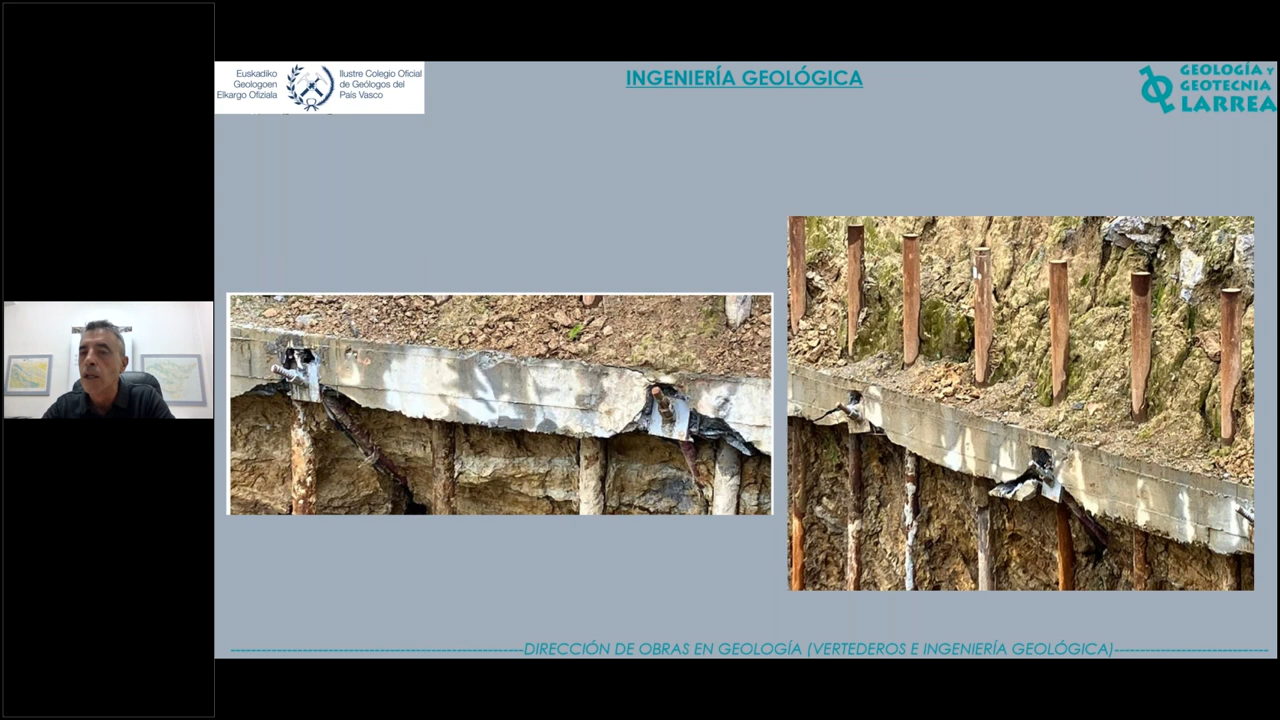 Euskadiko
Geologoen
Elkargo Ofiziala
Ilustre Colegio Oficial
de Geólogos del
País Vasco
INGENIERÍA GEOLÓGICA
GEOLOGÍA Y
GEOTECNIA
LARREA
DIRECCIÓN DE OBRAS EN GEOLOGÍA (VERTEDEROS E INGENIERÍA GEOLÓGICA)